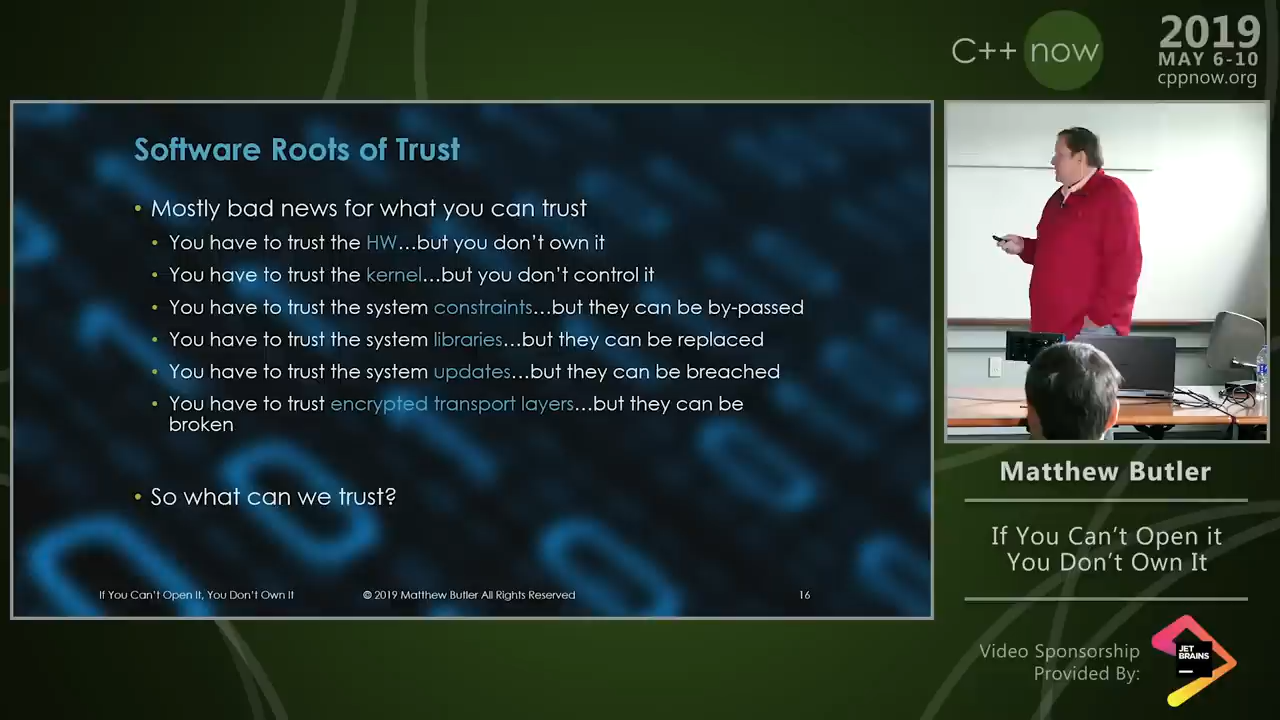 C++ now
2019
MAY 6-10
cppnow.org
Software Roots of Trust
• Mostly bad news for what you can trust
• You have to trust the HW...but you don't own it
• You have to trust the kernel...but you don't control it
• You have to trust the system constraints...but they can be by-passed
• You have to trust the system libraries...but they can be replaced
• You have to trust the system updates...but they can be breached
• You have to trust encrypted transport layers...but they can be
broken
• So what can we trust?
If You Can't Open It, You Don't Own It
© 2019 Matthew Butler All Rights Reserved
16
Matthew Butler
If You Can't Open it
You Don't Own It
Video Sponsorship
Provided By:
JET
BRAINS